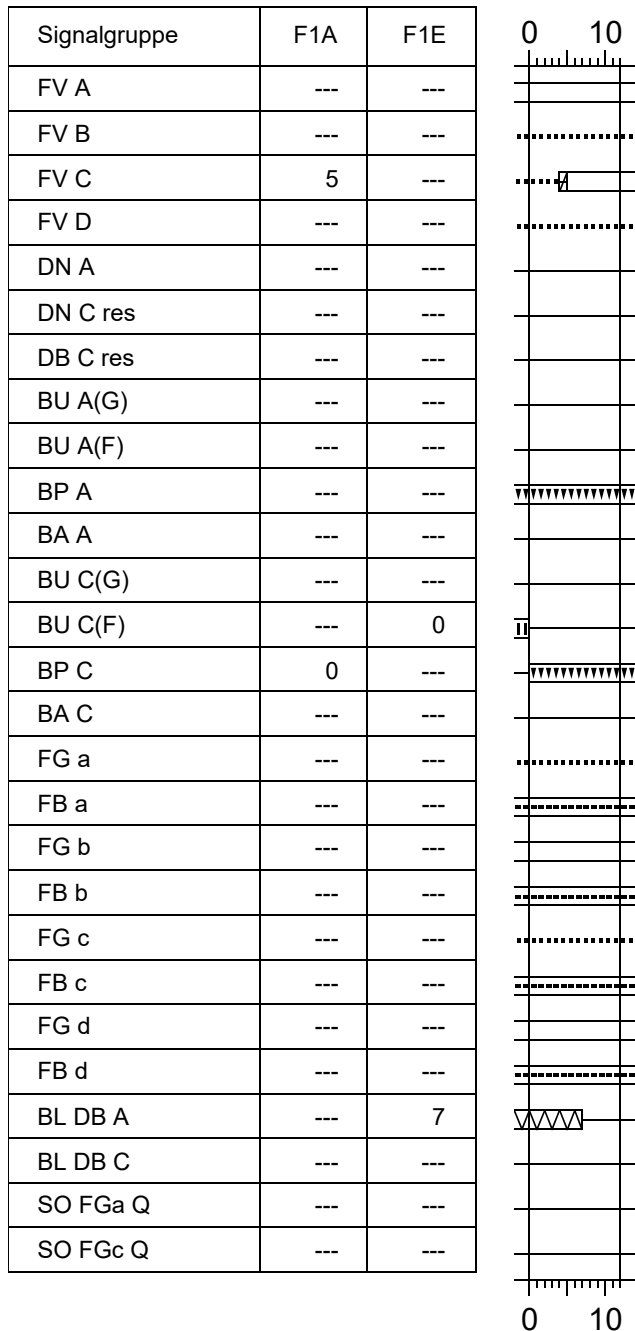 Signalgruppe F1A F1E 0 10
FV A --- ---
FV B --- ---
FV C 5 ---
FV D --- ---
DN A --- ---
DN C res --- ---
DB C res --- ---
BU A(G) --- ---
BU A(F) --- ---
BP A --- ---
BA A --- ---
BU C(G) --- ---
BU C(F) --- 0
BP C 0 ---
BA C --- ---
FG a --- ---
FB a --- ---
FG b --- ---
FB b --- ---
FG c --- ---
FB c --- ---
FG d --- ---
FB d --- ---
BL DB A --- 7
BL DB C --- ---
SO FGa Q --- ---
SO FGc Q --- ---
0 10